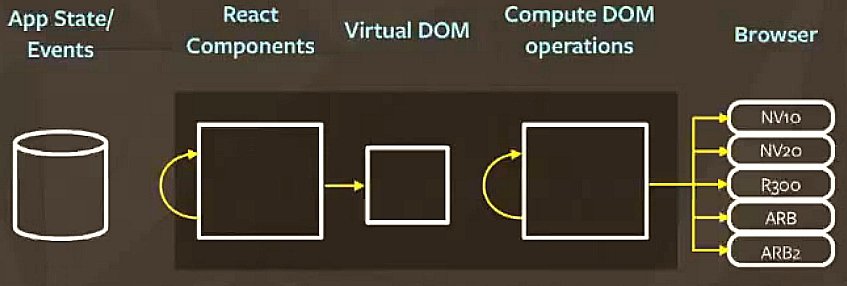 App State/
Events
React
Components
Virtual DOM
Compute DOM
operations
Browser
NV10
NV20
R300
ARB
ARB2